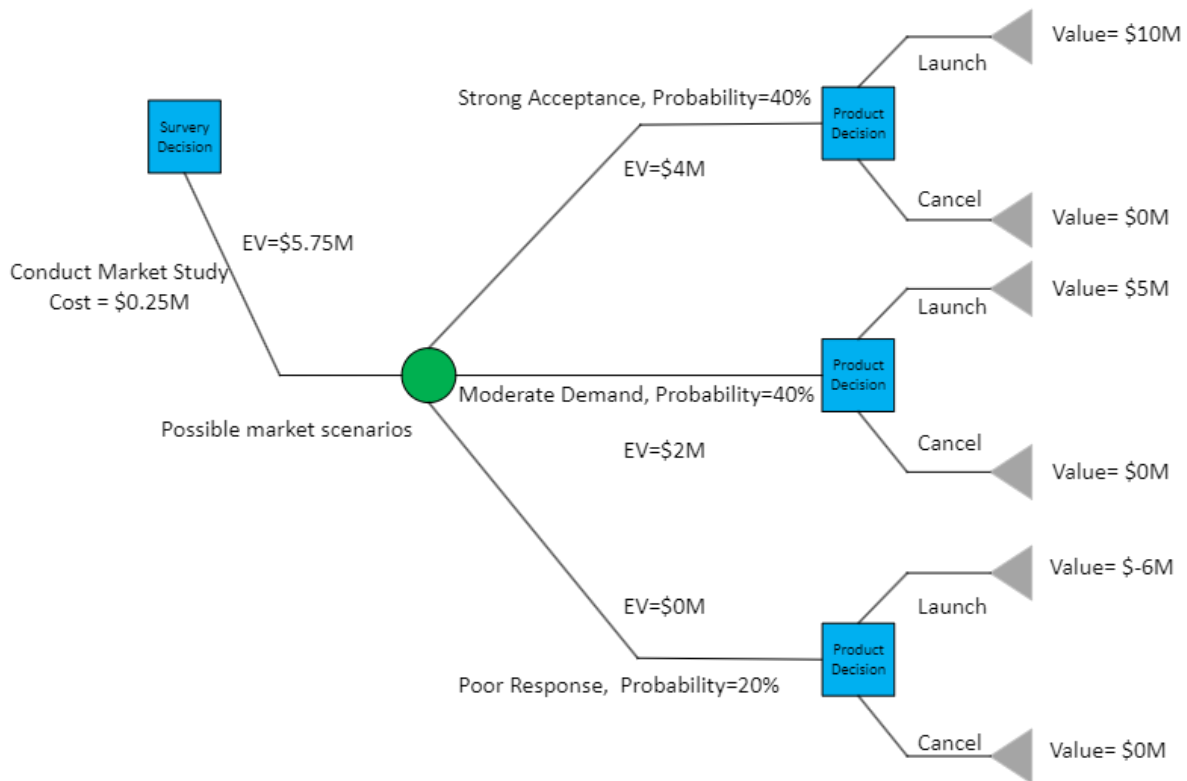 Value= $10M
Launch
Strong Acceptance, Probability=40%
Product
Decision
Survery
Decision
EV=$4M
Cancel
Value= $0M
EV=$5.75M
Conduct Market Study
Cost = $0.25M
Value= $5M
Launch
Product
Decision
Moderate Demand, Probability=40%
Possible market scenarios
EV=$2M
Cancel
Value= $0M
Value= $-6M
EV=$0M
Launch
Product
Decision
Poor Response,  Probability=20%
Cancel
Value= $0M